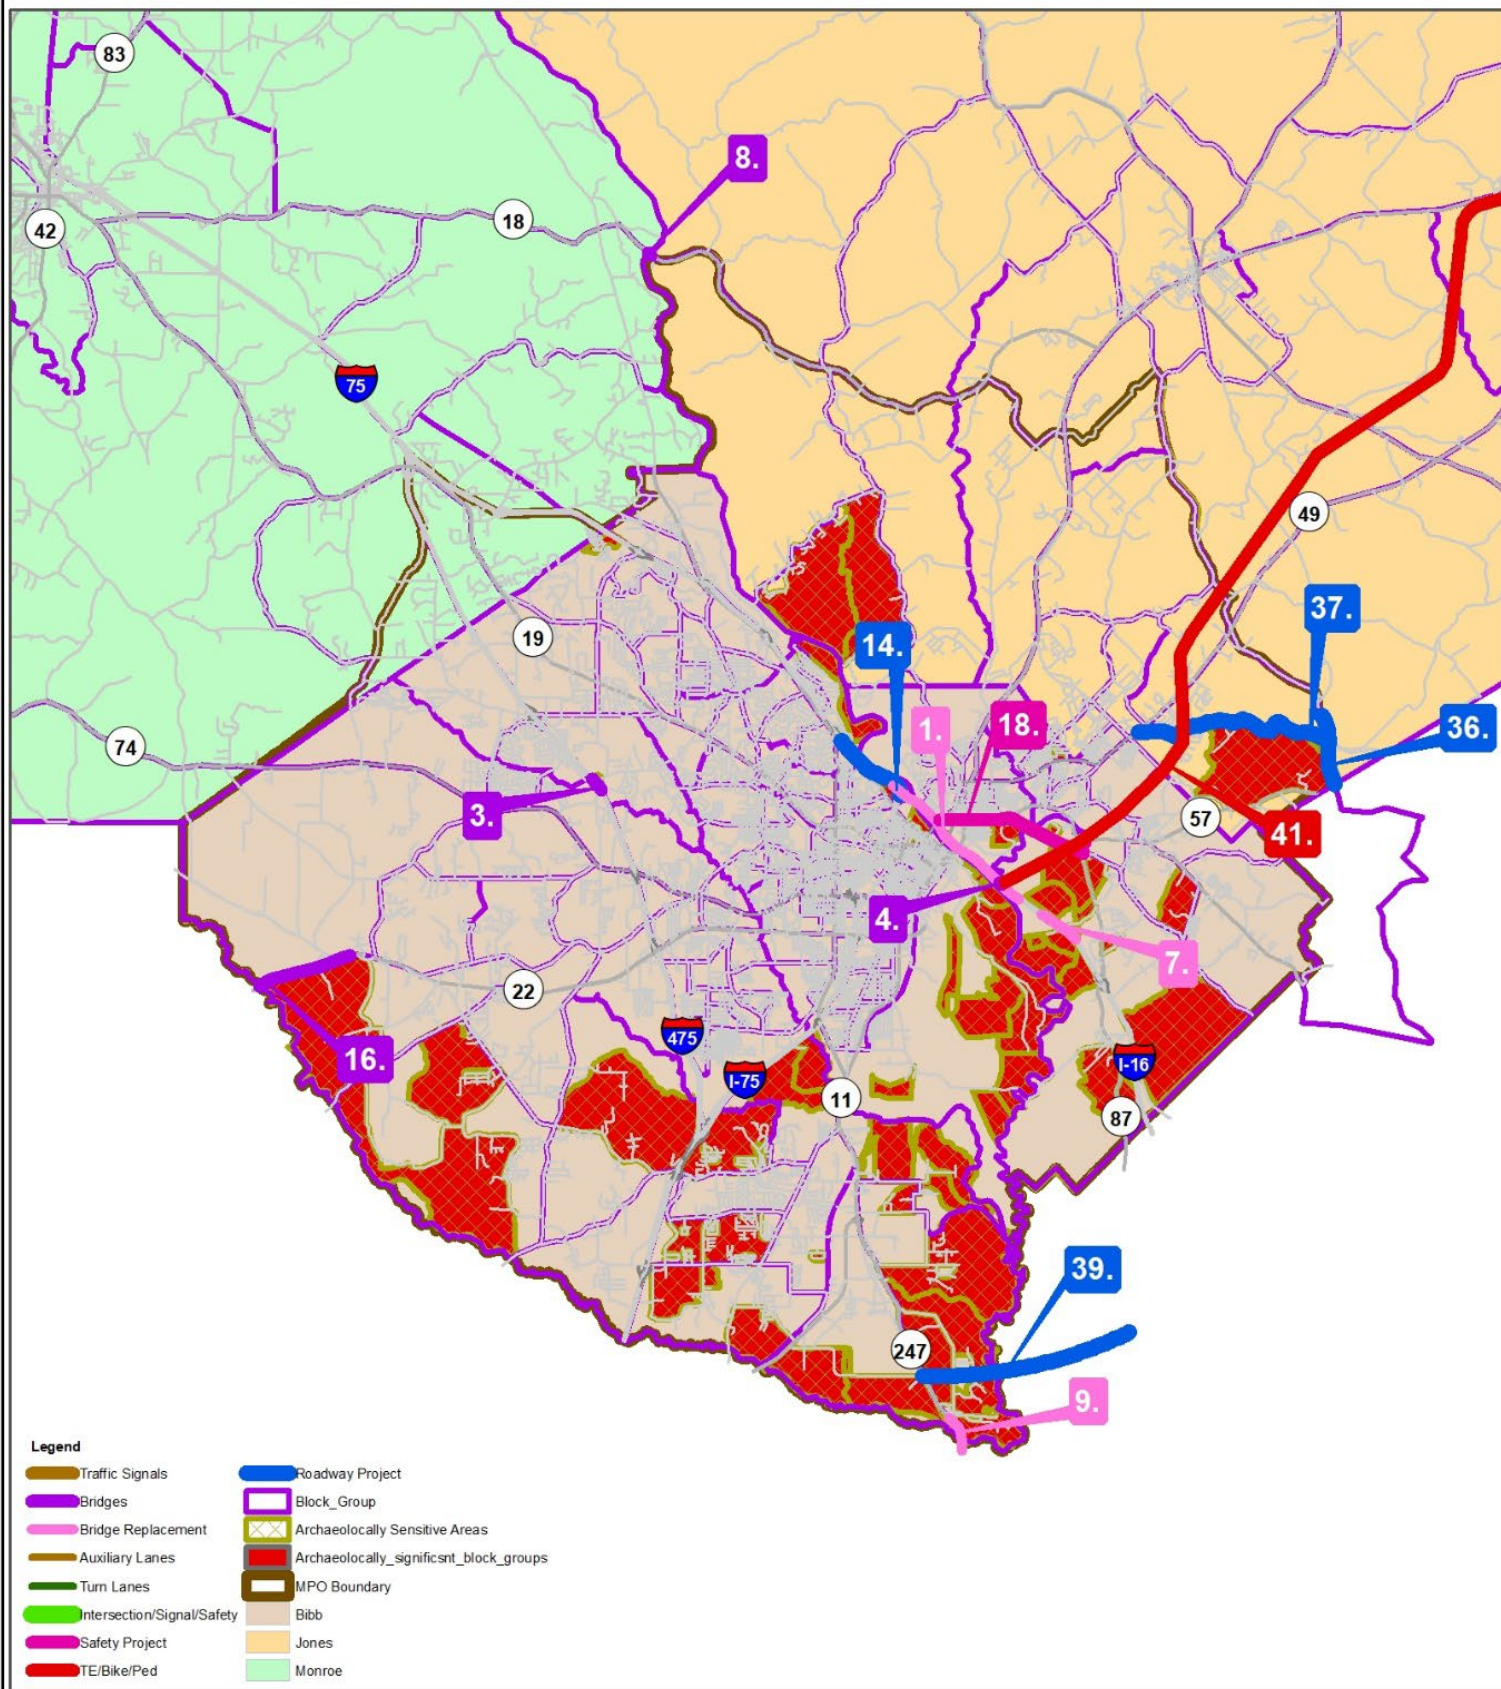 83
8.
42
18
75
49
37.
19
14.
1.
18.
36.
74
3.
57
41.
4.
7.
22
16.
475
I-75
11
I-16
87
39.
247
9.
Legend
Traffic Signals
Bridges
Bridge Replacement
Auxiliary Lanes
Turn Lanes
Intersection/Signal/Safety
Safety Project
TE/Bike/Ped
Roadway Project
Block_Group
Archaeolocally Sensitive Areas
Archaeolocally_significsnt_block_groups
MPO Boundary
Bibb
Jones
Monroe